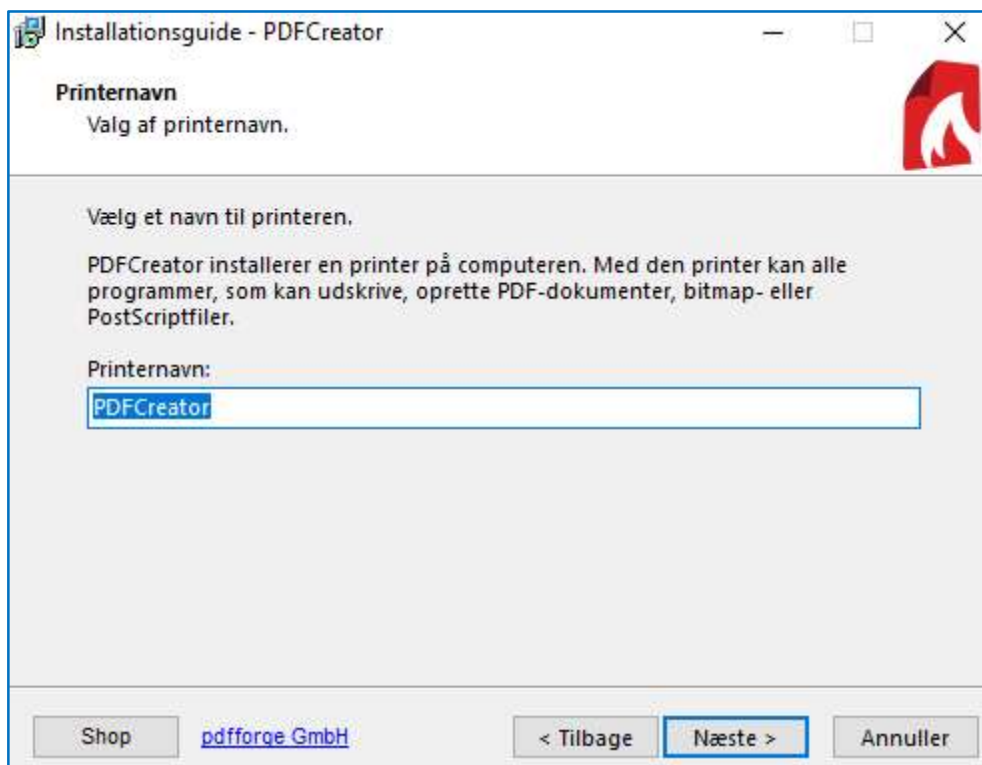 Installationsguide - PDFCreator
Printernavn
Valg af printernavn.
Vælg et navn til printeren.
PDFCreator installerer en printer på computeren. Med den printer kan alle
programmer, som kan udskrive, oprette PDF-dokumenter, bitmap- eller
PostScriptfiler.
Printernavn:
PDFCreator
Shop pdfforge GmbH < Tilbage Næste > Annuller